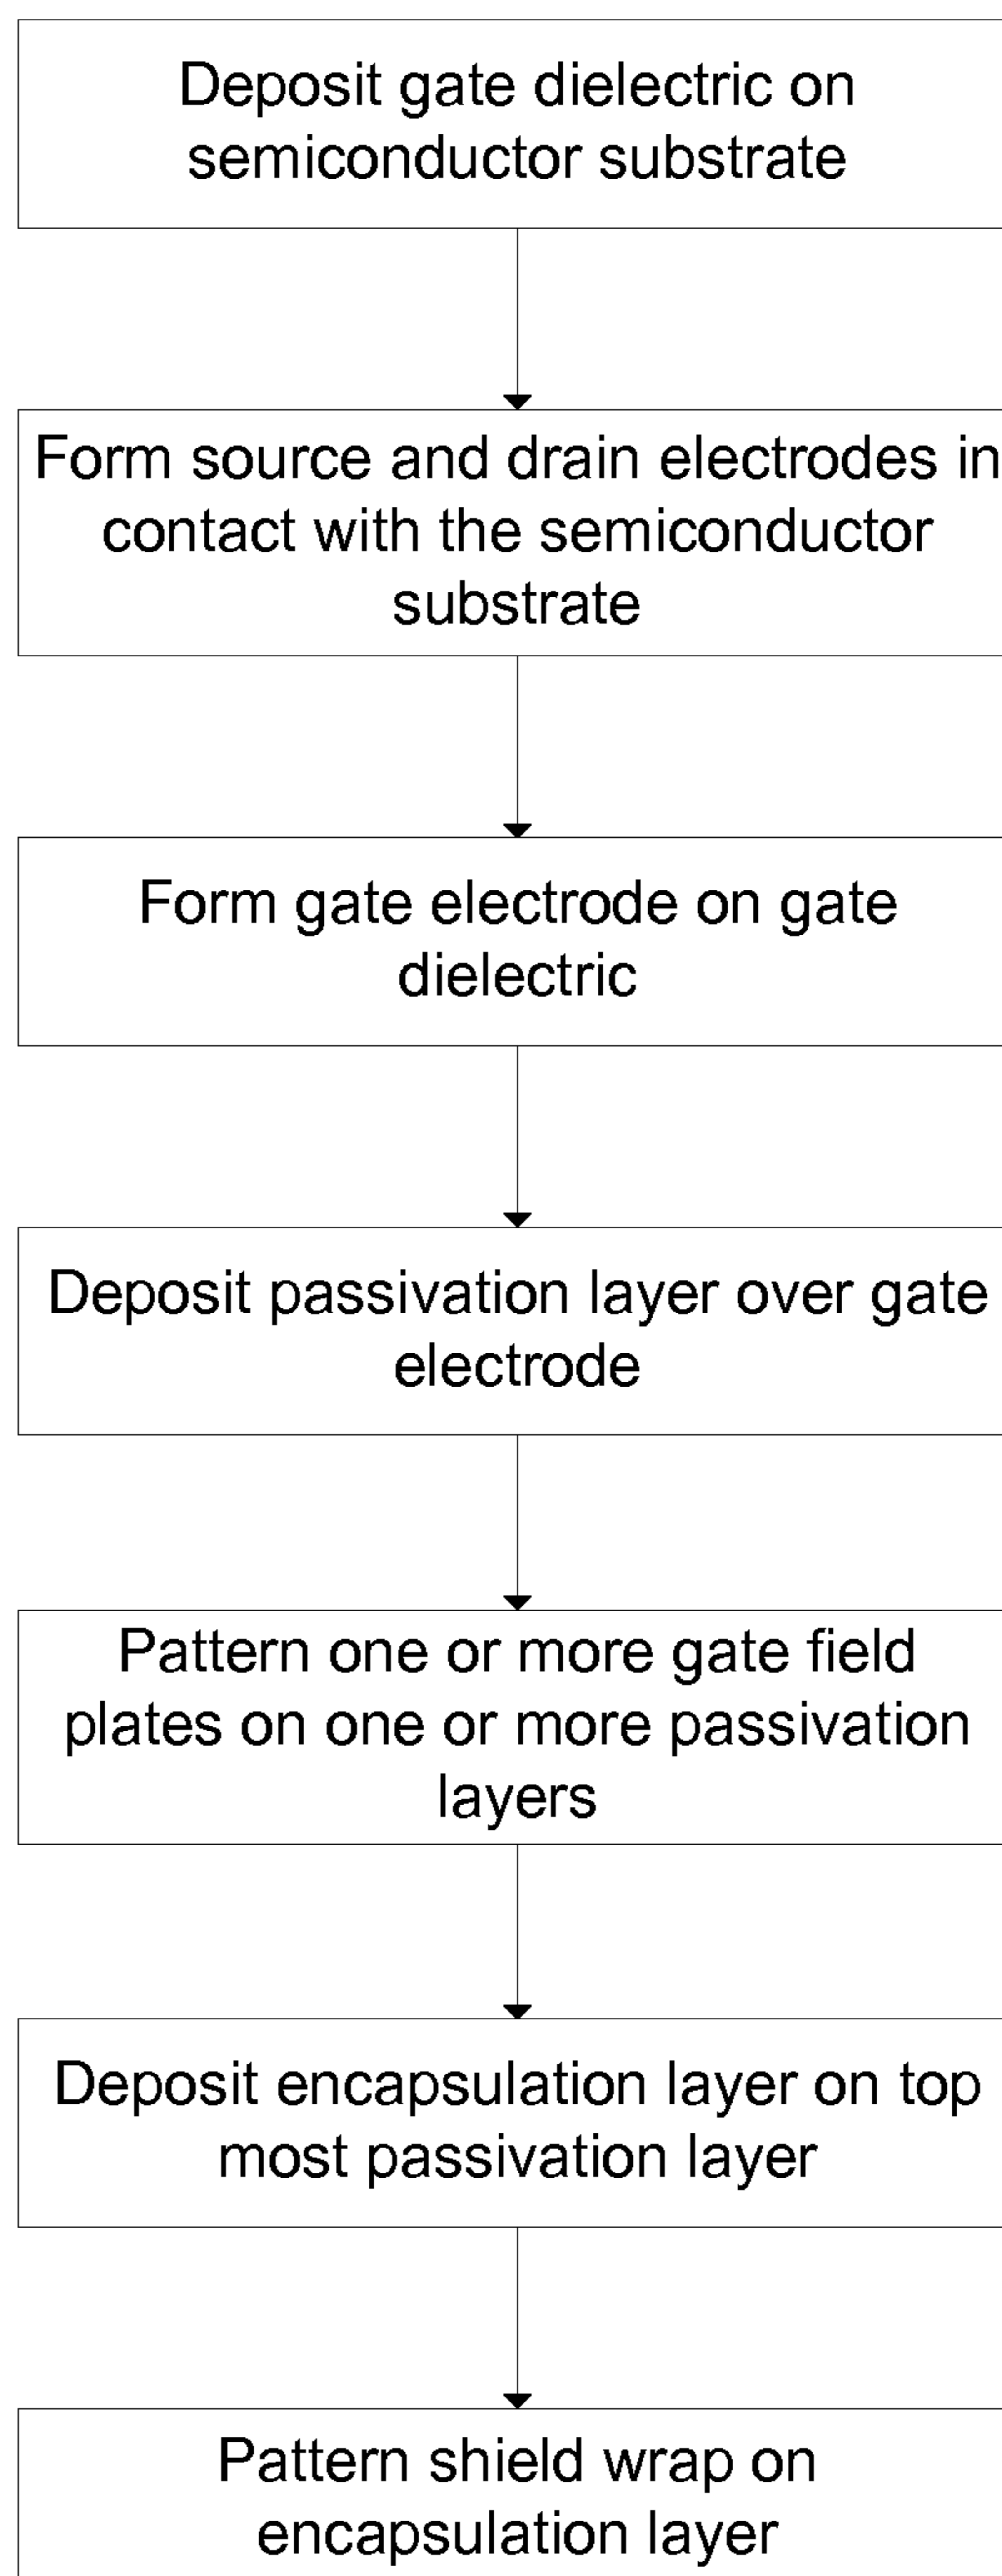 Deposit gate dielectric on
semiconductor substrate
Form source and drain electrodes in
contact with the semiconductor
substrate
Form gate electrode on gate
dielectric
Deposit passivation layer over gate
electrode
Pattern one or more gate field
plates on one or more passivation
layers
Deposit encapsulation layer on top
most passivation layer
Pattern shield wrap on
encapsulation layer